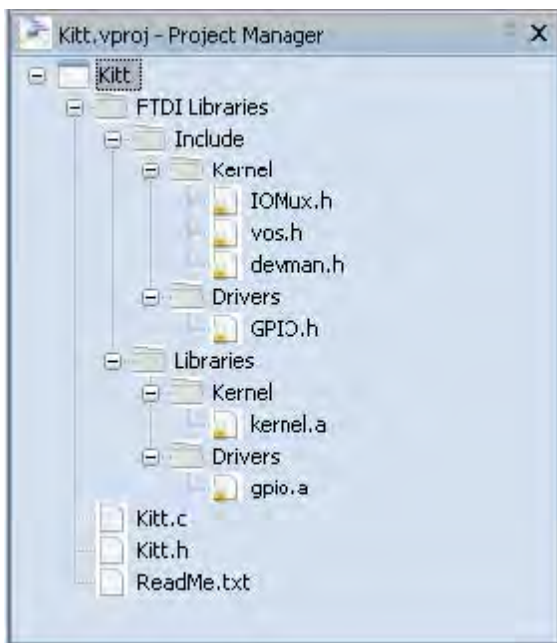 Kitt.vproj - Project Manager
Kitt
FTDI Libraries
Include
Kernel
IOMux.h
vos.h
devman.h
Drivers
GPIO.h
Libraries
Kernel
kernel.a
Drivers
gpio.a
Kitt.c
Kitt.h
ReadMe.txt